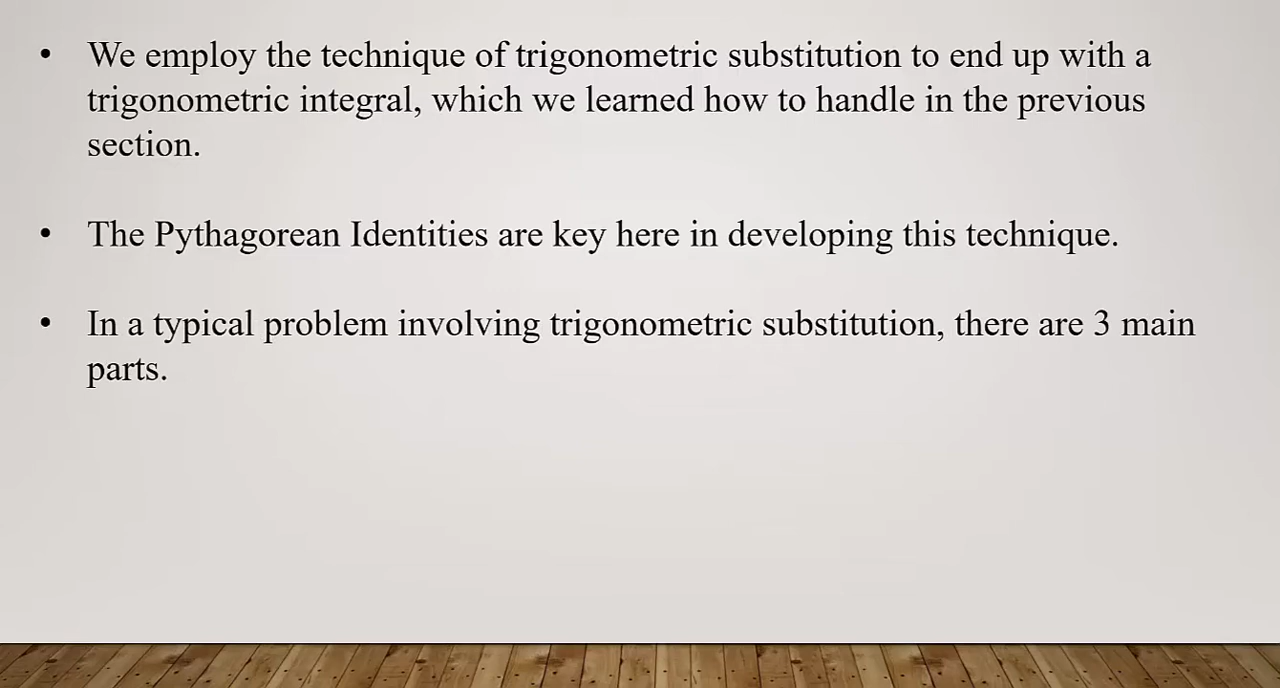 • We employ the technique of trigonometric substitution to end up with a
trigonometric integral, which we learned how to handle in the previous
section.
• The Pythagorean Identities are key here in developing this technique.
• In a typical problem involving trigonometric substitution, there are 3 main
parts.